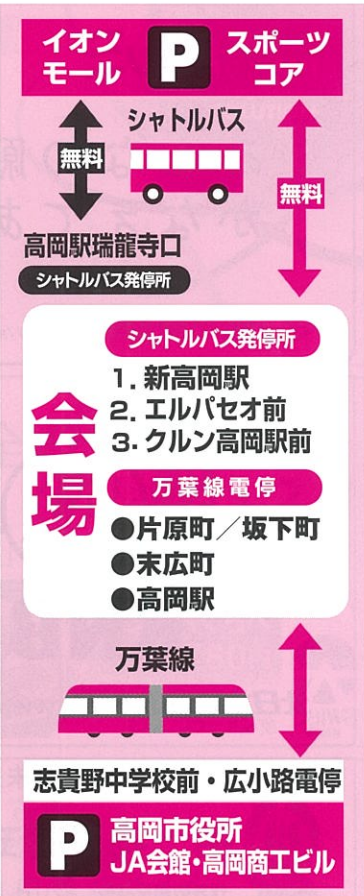 イオンモール P スポーツコア
シャトルバス
無料
無料
高岡駅瑞龍寺口
シャトルバス発停所
会場
シャトルバス発停所
1. 新高岡駅
2. エルパセオ前
3. クルン高岡駅前
万葉線電停
●片原町／坂下町
●末広町
●高岡駅
万葉線
志貴野中学校前・広小路電停
P 高岡市役所
JA会館・高岡商工ビル